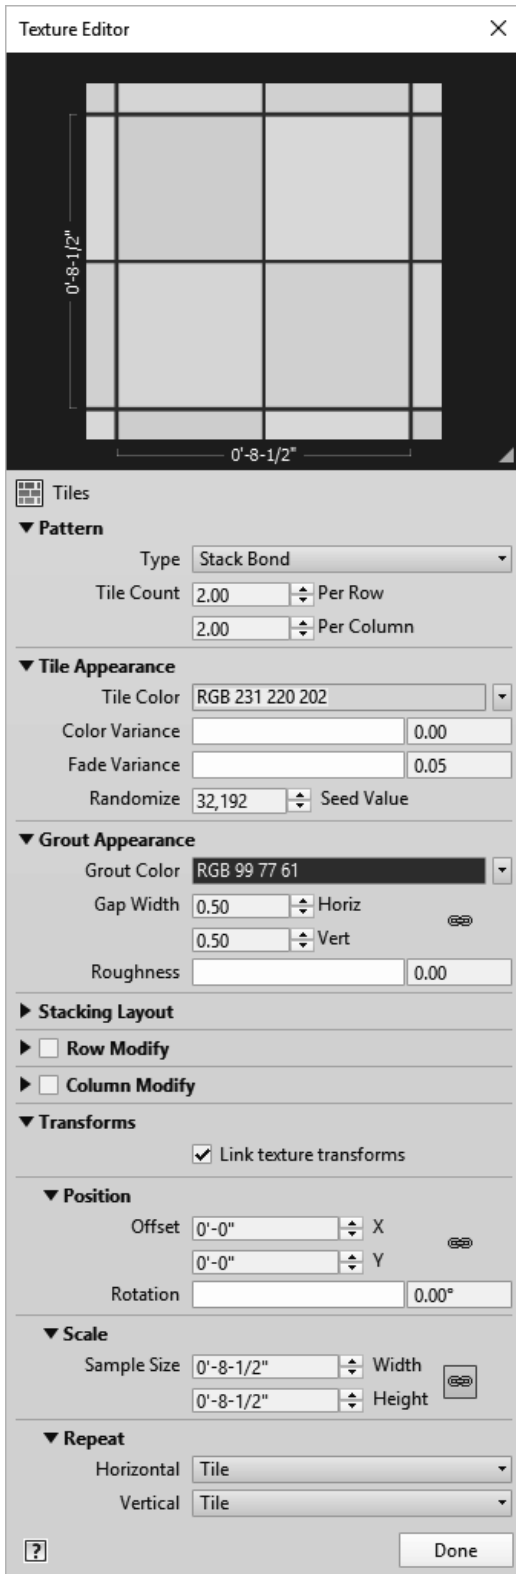 Texture Editor
0'-8-1/2"
0'-8-1/2"
Tiles
Pattern
Type Stack Bond
Tile Count 2.00 Per Row
2.00 Per Column
Tile Appearance
Tile Color RGB 231 220 202
Color Variance 0.00
Fade Variance 0.05
Randomize 32,192 Seed Value
Grout Appearance
Grout Color RGB 99 77 61
Gap Width 0.50 Horiz
0.50 Vert
Roughness 0.00
Stacking Layout
Row Modify
Column Modify
Transforms
Link texture transforms
Position
Offset 0'-0" X
0'-0" Y
Rotation 0.00°
Scale
Sample Size 0'-8-1/2" Width
0'-8-1/2" Height
Repeat
Horizontal Tile
Vertical Tile
? Done